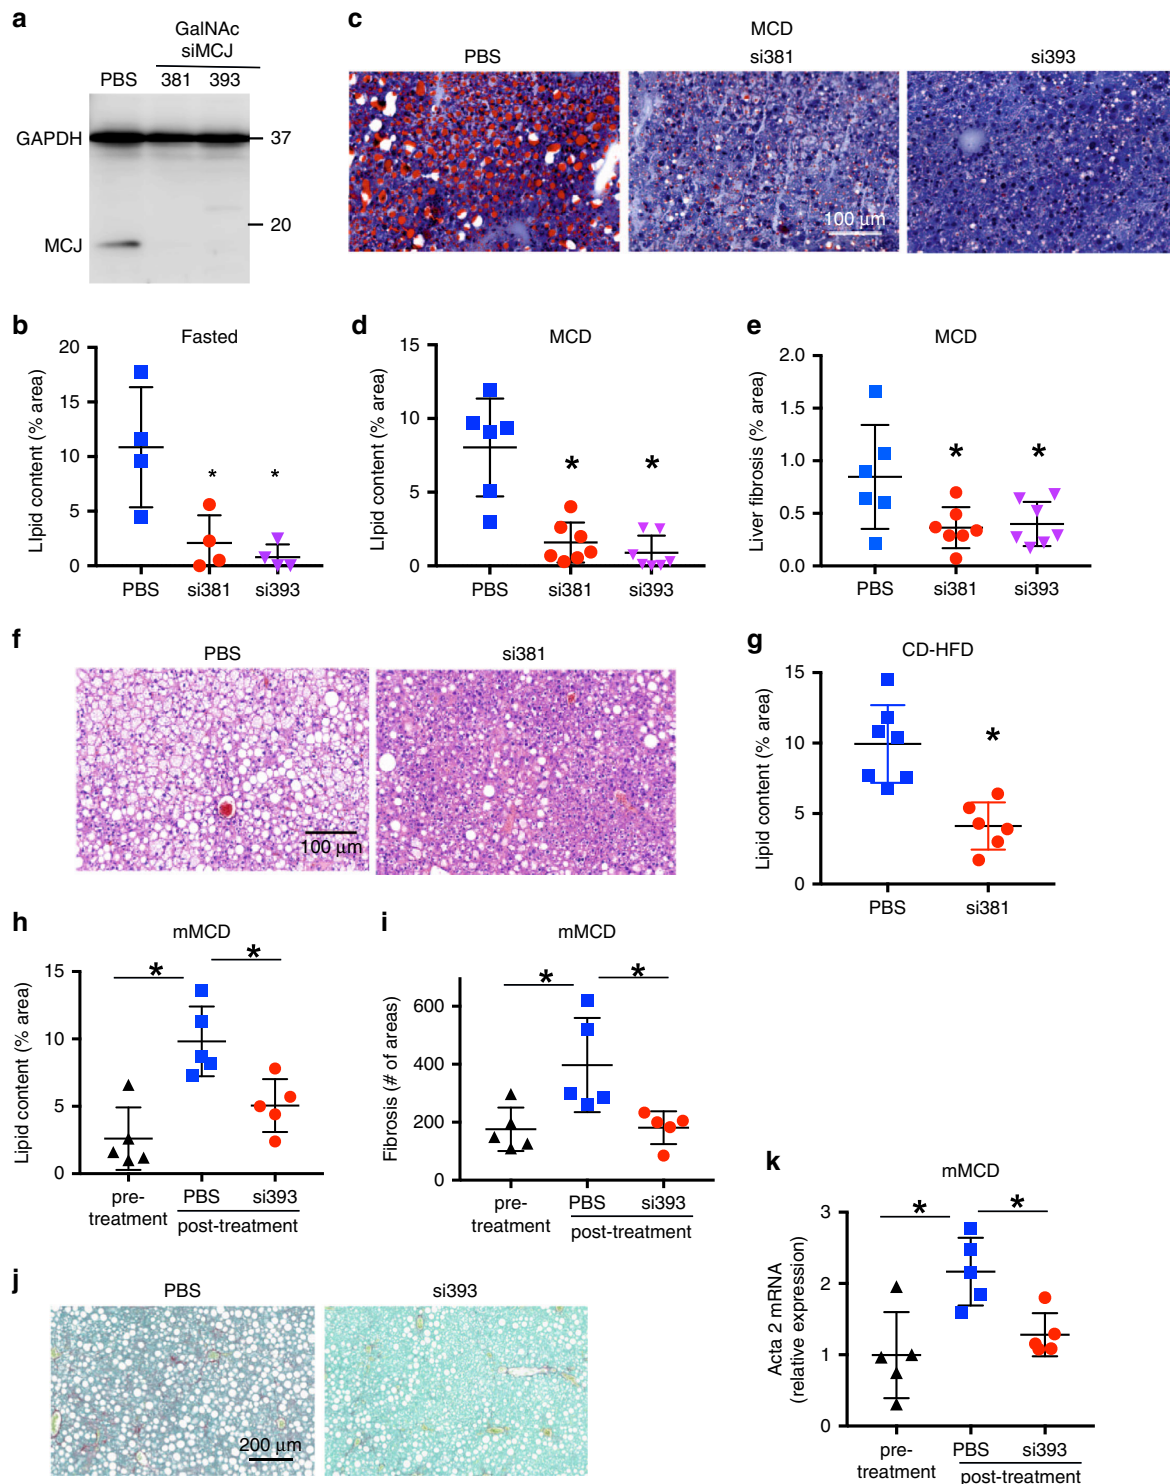 a
GalNAc
siMCJ
PBS 381 393
GAPDH
37
20
MCJ
c
MCD
PBS si381 si393
100 μm
b
Fasted
LIpid content (% area)
20
15
10
5
0
* *
PBS si381 si393
d
MCD
LIpid content (% area)
15
10
5
0
* *
PBS si381 si393
e
MCD
Liver fibrosis (% area)
2.0
1.5
1.0
0.5
0.0
* *
PBS si381 si393
f
PBS si381
100 μm
g
CD-HFD
Lipid content (% area)
15
10
5
0
*
PBS si381
h
mMCD
Lipid content (% area)
15
10
5
0
* *
pre-
treatment
PBS si393
post-treatment
i
mMCD
Fibrosis (# of areas)
600
400
200
0
* *
pre-
treatment
PBS si393
post-treatment
j
PBS si393
200 μm
k
mMCD
Acta 2 mRNA
(relative expression)
3
2
1
0
* *
pre-
treatment
PBS si393
post-treatment